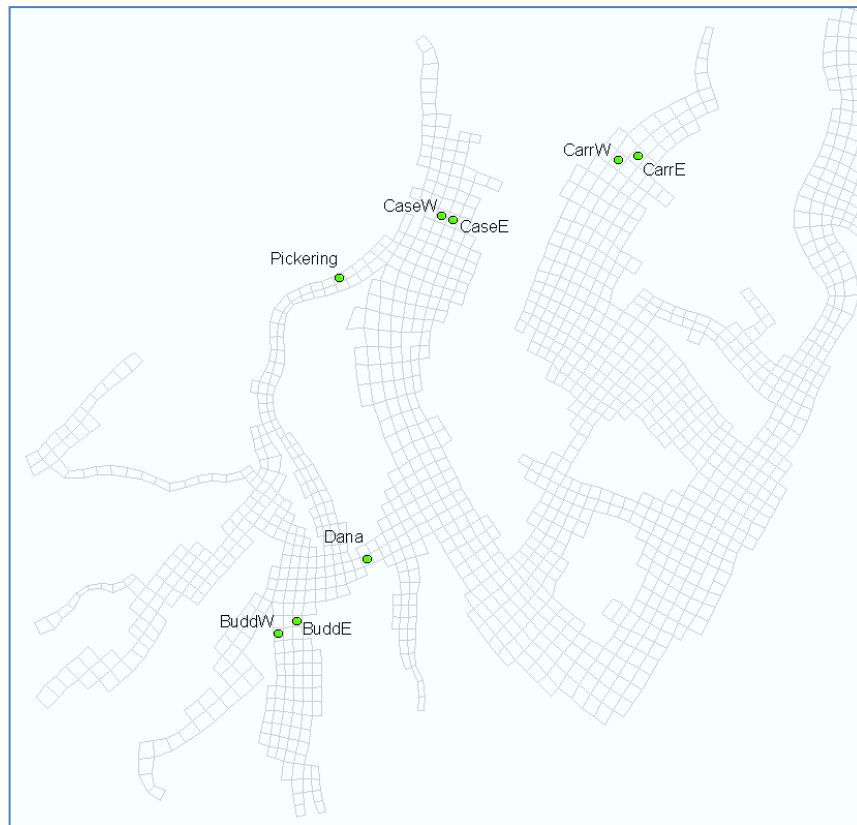 CarrW
CarrE
CaseW
CaseE
Pickering
Dana
BuddW
BuddE